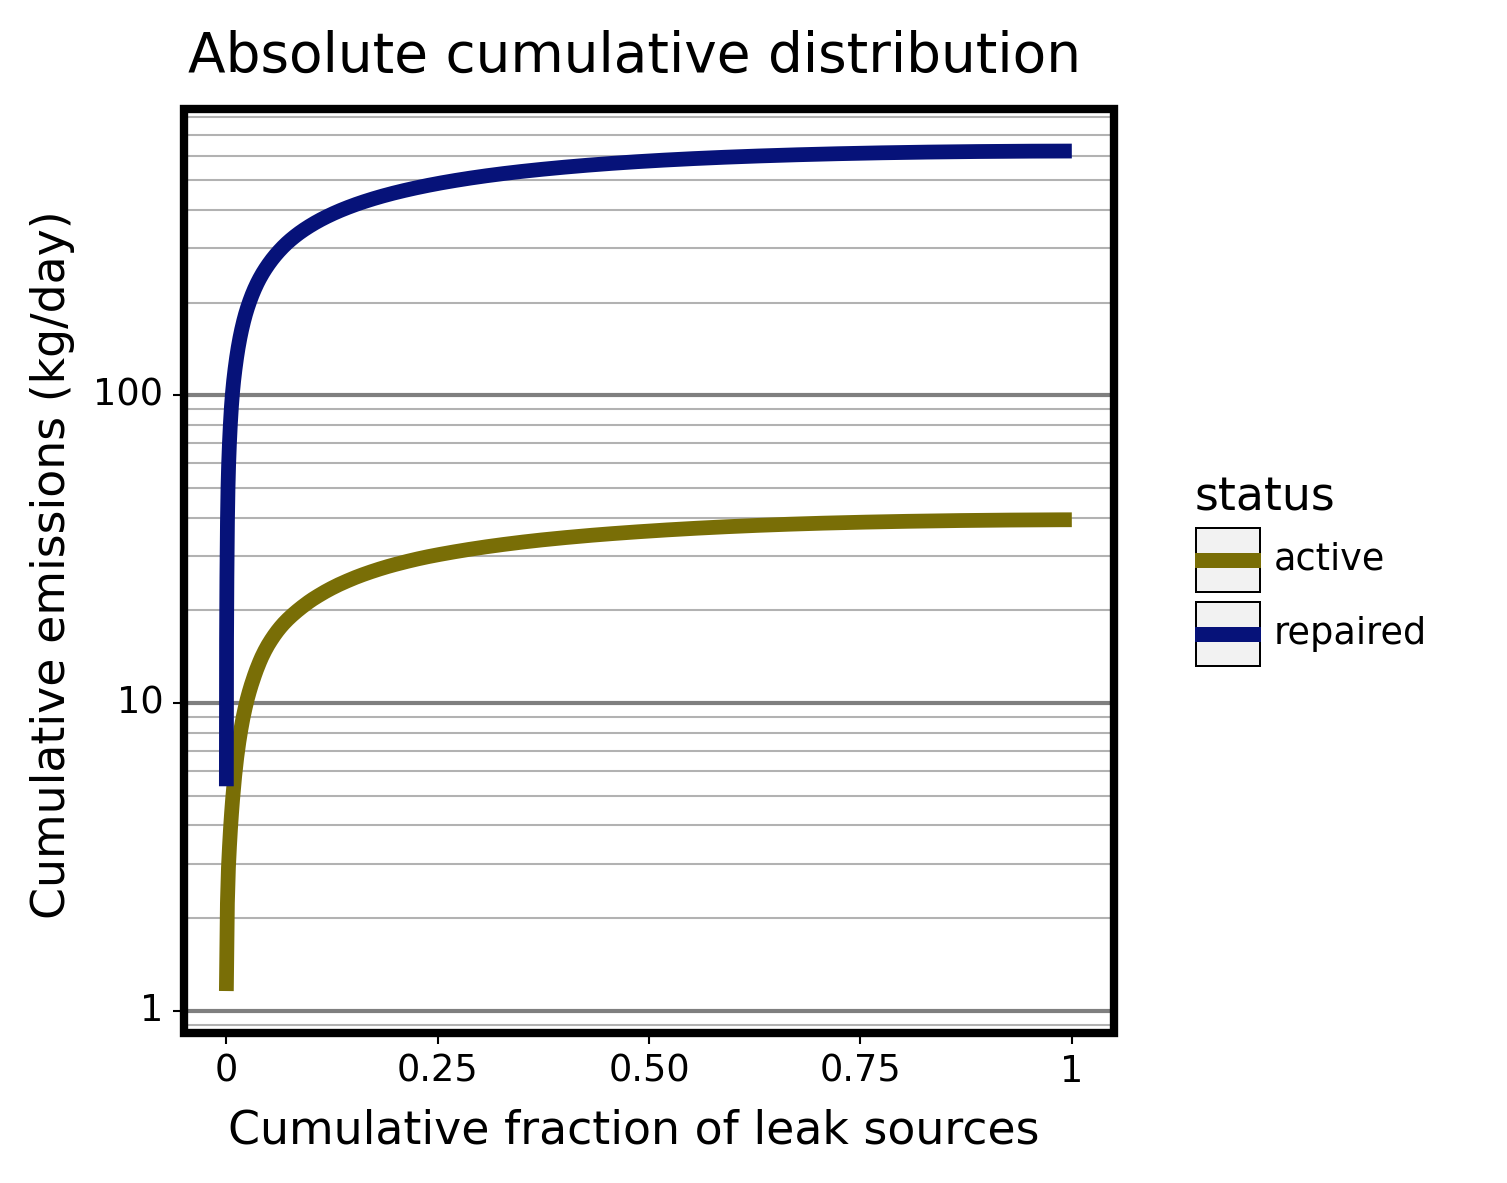 Absolute cumulative distribution
Cumulative emissions (kg/day)
100
10
1
0 0.25 0.50 0.75 1
Cumulative fraction of leak sources
status
active
repaired